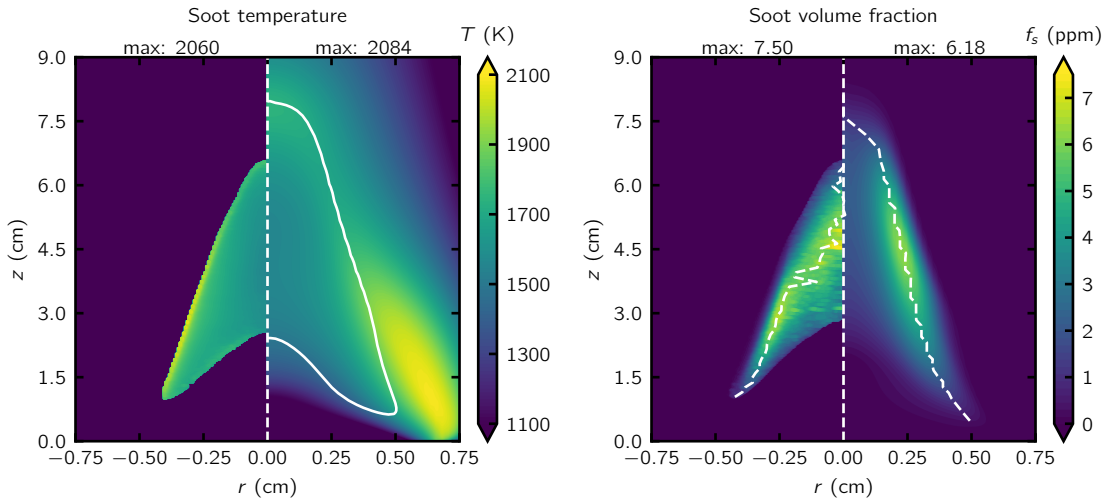 Soot temperature
max: 2060
max: 2084
T (K)
9.0
7.5
6.0
4.5
3.0
1.5
0.0
z (cm)
−0.75 −0.50 −0.25 0.00 0.25 0.50 0.75
r (cm)
2100
1900
1700
1500
1300
1100
Soot volume fraction
max: 7.50
max: 6.18
fs (ppm)
9.0
7.5
6.0
4.5
3.0
1.5
0.0
z (cm)
−0.75 −0.50 −0.25 0.00 0.25 0.50 0.75
r (cm)
7
6
5
4
3
2
1
0